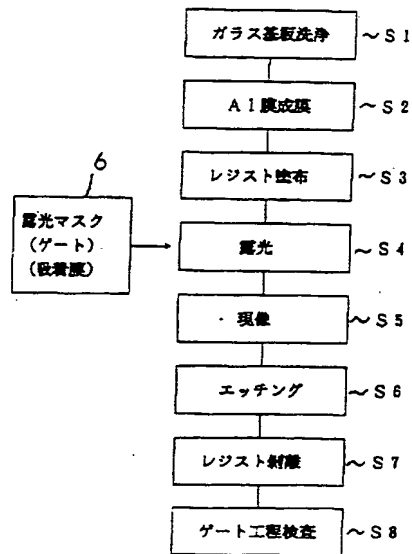 ガラス基板洗浄 ～S1
Al膜成膜 ～S2
レジスト塗布 ～S3
6
露光マスク
(ゲート)
(吸着膜)
露光 ～S4
現像 ～S5
エッチング ～S6
レジスト剝離 ～S7
ゲート工程検査 ～S8